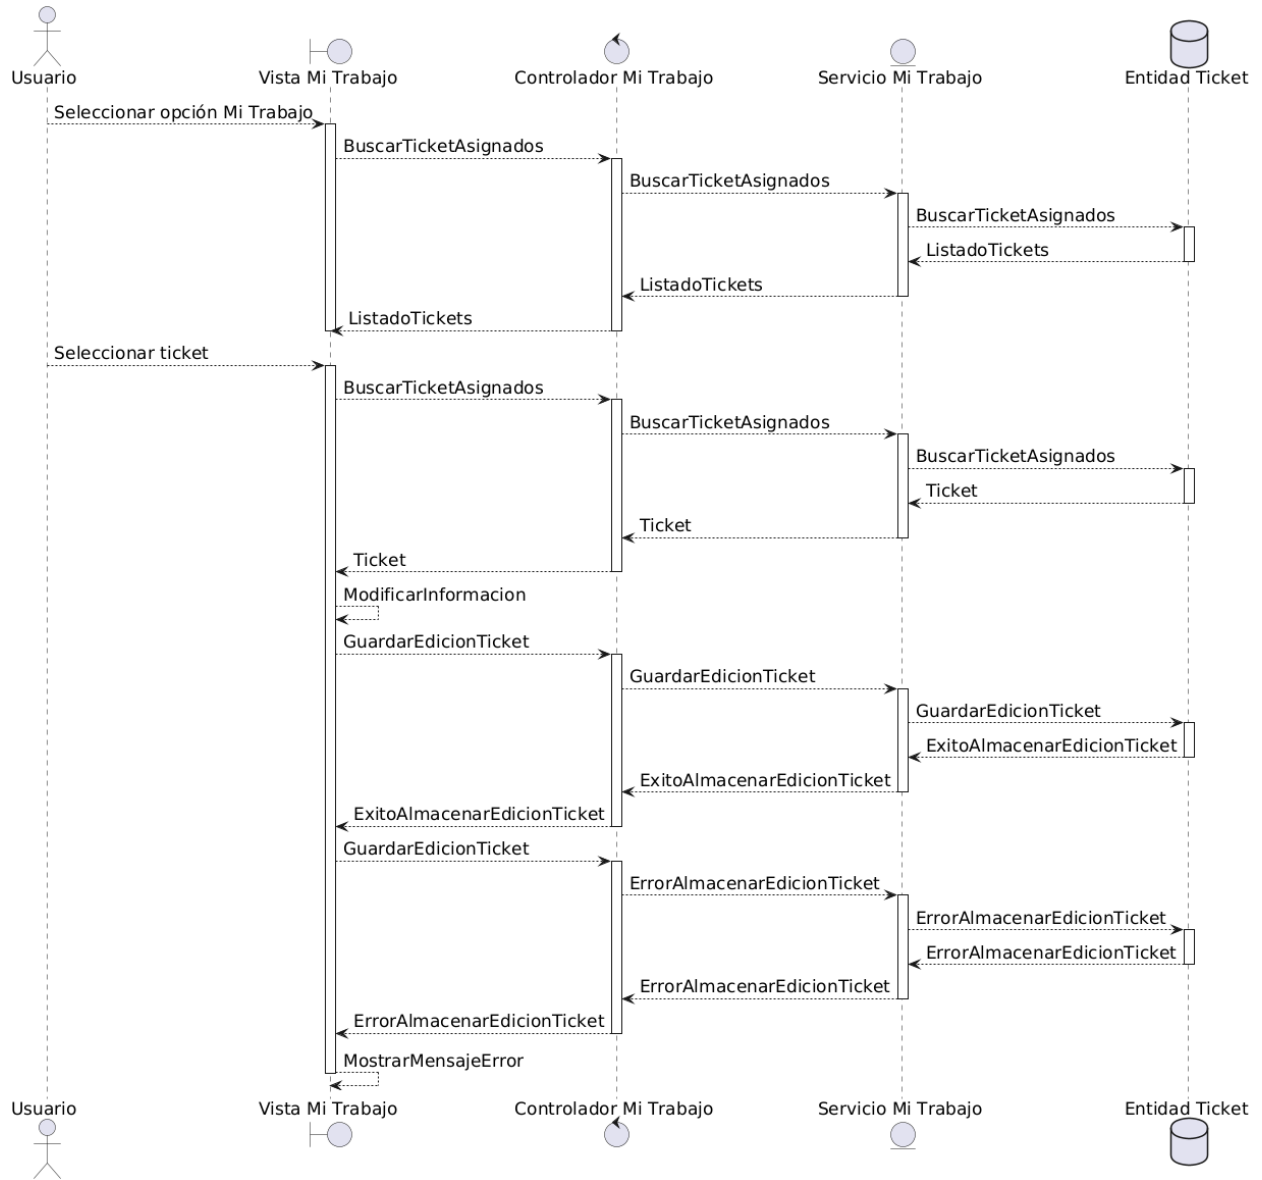 Usuario
Vista Mi Trabajo
Controlador Mi Trabajo
Servicio Mi Trabajo
Entidad Ticket
Seleccionar opción Mi Trabajo
BuscarTicketAsignados
BuscarTicketAsignados
BuscarTicketAsignados
ListadoTickets
ListadoTickets
ListadoTickets
Seleccionar ticket
BuscarTicketAsignados
BuscarTicketAsignados
BuscarTicketAsignados
Ticket
Ticket
Ticket
ModificarInformacion
GuardarEdicionTicket
GuardarEdicionTicket
GuardarEdicionTicket
ExitoAlmacenarEdicionTicket
ExitoAlmacenarEdicionTicket
ExitoAlmacenarEdicionTicket
GuardarEdicionTicket
ErrorAlmacenarEdicionTicket
ErrorAlmacenarEdicionTicket
ErrorAlmacenarEdicionTicket
ErrorAlmacenarEdicionTicket
ErrorAlmacenarEdicionTicket
MostrarMensajeError
Usuario
Vista Mi Trabajo
Controlador Mi Trabajo
Servicio Mi Trabajo
Entidad Ticket